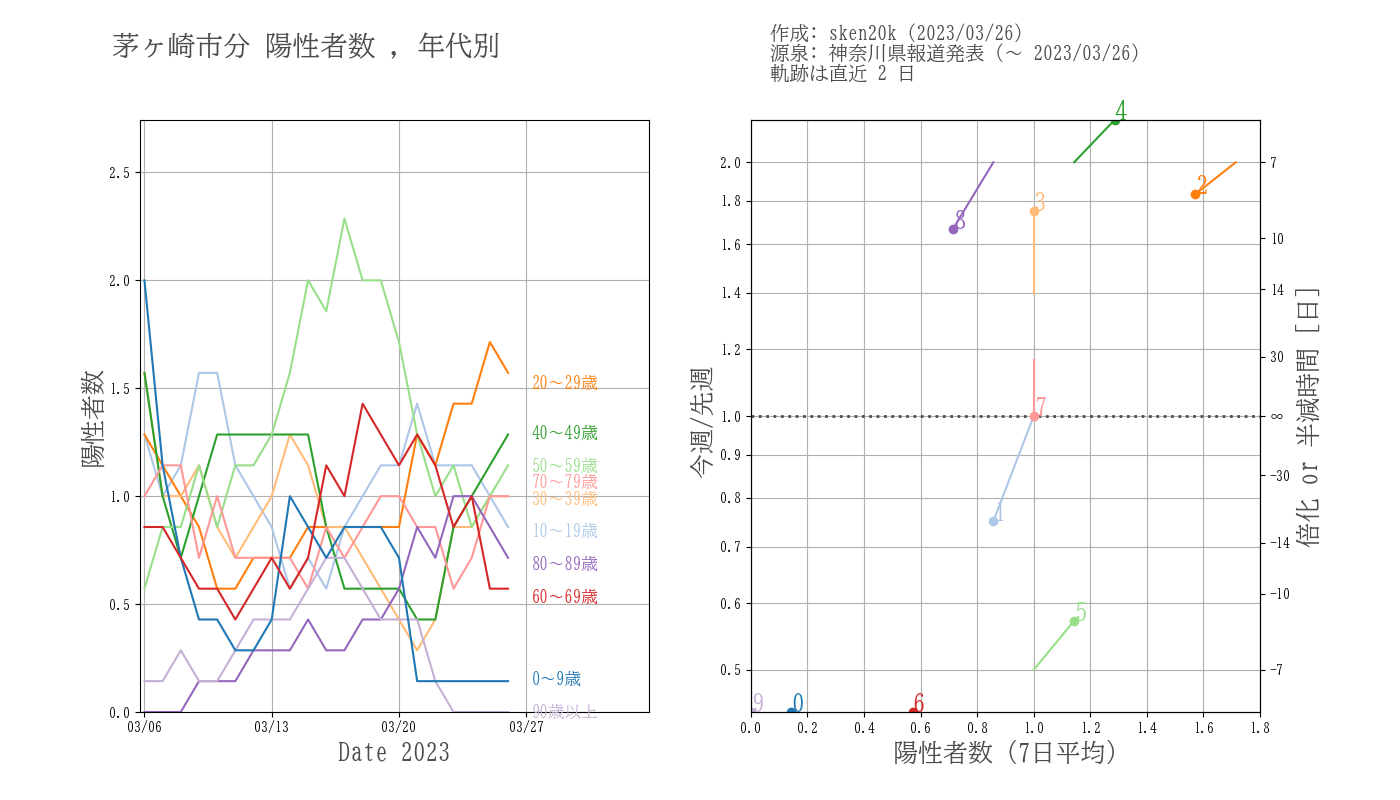 茅ヶ崎市分 陽性者数 , 年代別
作成: sken20k (2023/03/26)
源泉: 神奈川県報道発表 (〜 2023/03/26)
軌跡は直近 2 日
陽性者数
2.5
2.0
1.5
1.0
0.5
0.0
03/06
03/13
03/20
03/27
Date 2023
20〜29歳
40〜49歳
50〜59歳
70〜79歳
30〜39歳
10〜19歳
80〜89歳
60〜69歳
0〜9歳
90歳以上
今週/先週
2.0
1.8
1.6
1.4
1.2
1.0
0.9
0.8
0.7
0.6
0.5
4
2
3
8
7
1
5
9
0
6
0.0
0.2
0.4
0.6
0.8
1.0
1.2
1.4
1.6
1.8
陽性者数 (7日平均)
7
10
14
30
∞
-30
-14
-10
-7
倍化 or 半減時間 [日]